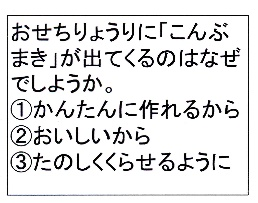 おせちりょうりに「こんぶ
まき」が出てくるのはなぜ
でしようか。
①かんたんに作れるから
②おいしいから
③たのしくくらせるように